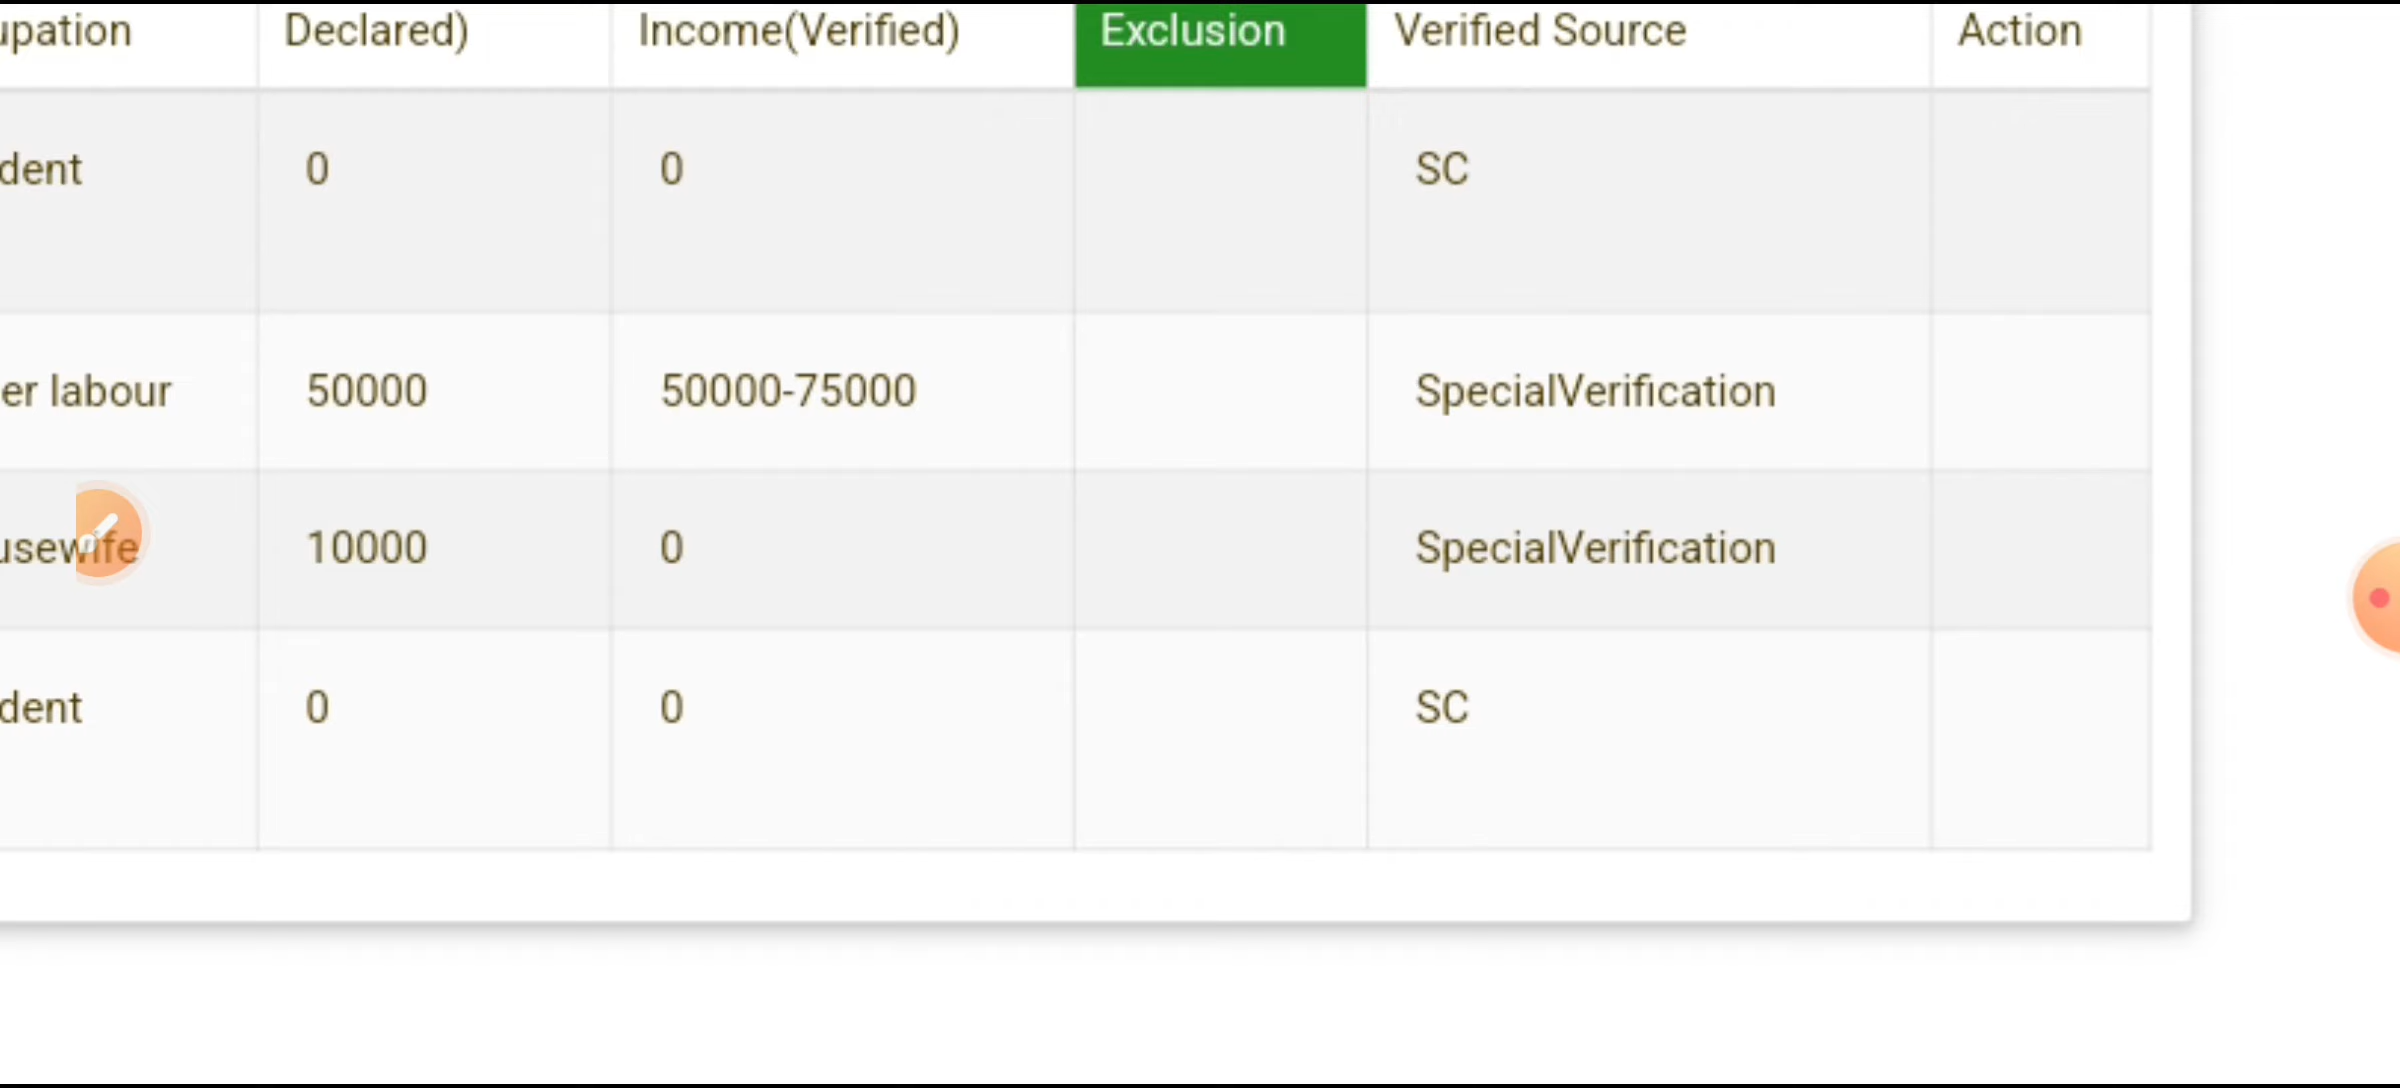 upation Declared) Income(Verified) Exclusion Verified Source Action
dent 0 0 SC
er labour 50000 50000-75000 SpecialVerification
usewife 10000 0 SpecialVerification
dent 0 0 SC